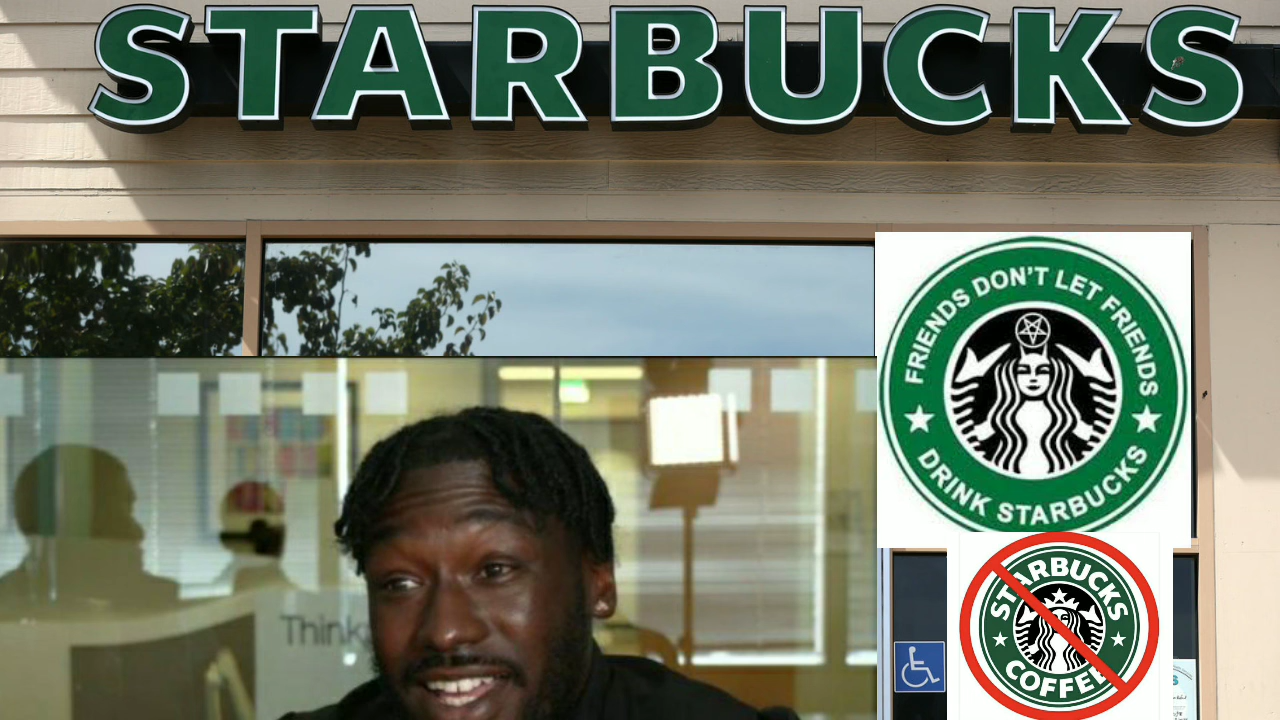 STARBUCKS
FRIENDS DON'T LET FRIENDS
DRINK STARBUCKS
Think
STARBUCKS
COFFEE